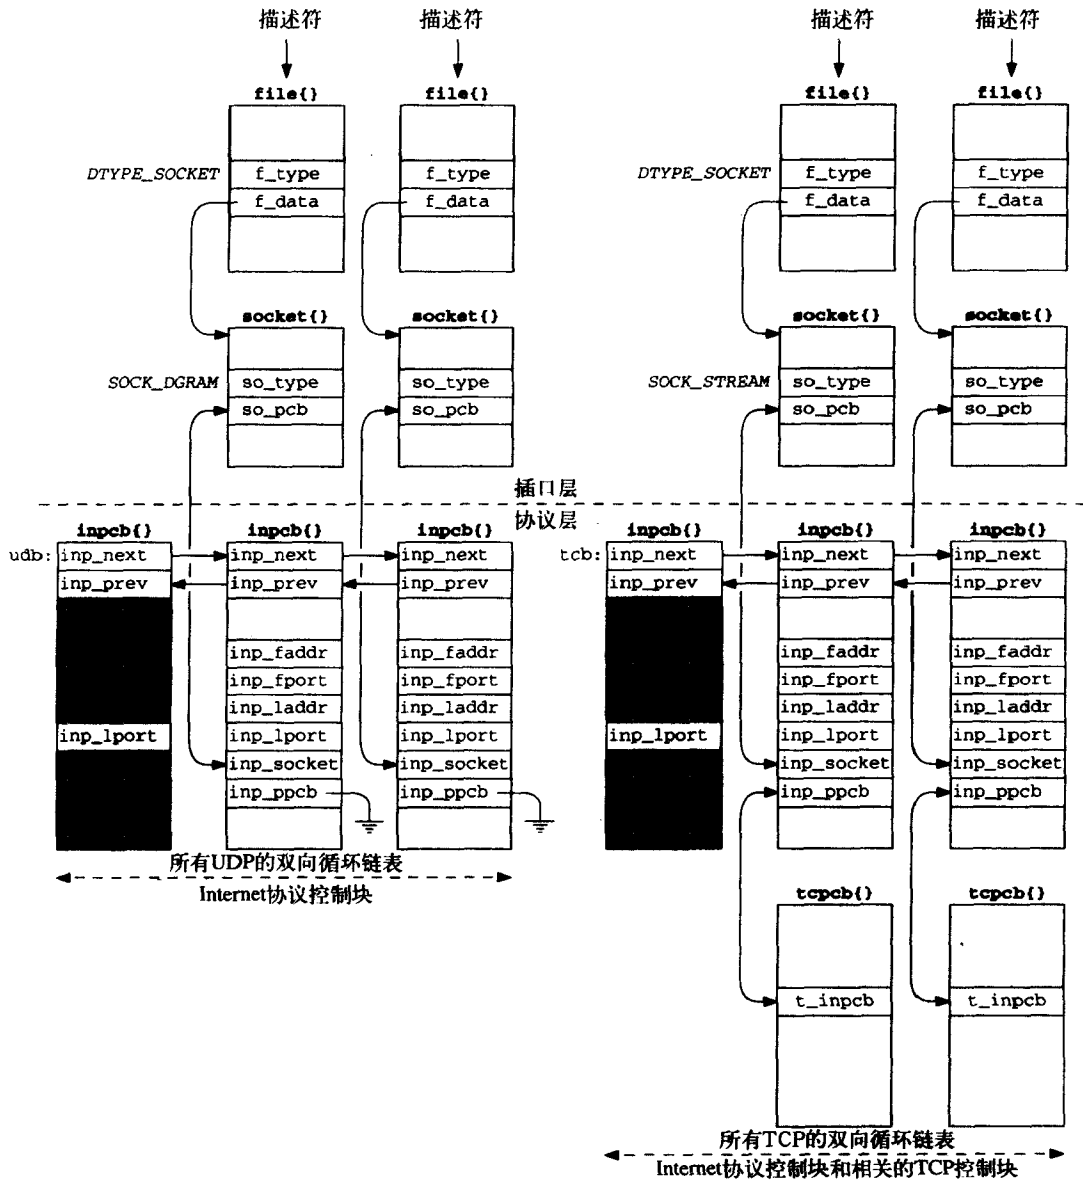 描述符 描述符 描述符 描述符
file{} file{} file{} file{}
DTYPE_SOCKET f_type f_type DTYPE_SOCKET f_type f_type
f_data f_data f_data f_data
socket{} socket{} socket{} socket{}
SOCK_DGRAM so_type so_type SOCK_STREAM so_type so_type
so_pcb so_pcb so_pcb so_pcb
插口层
协议层
inpcb{} inpcb{} inpcb{} inpcb{} inpcb{} inpcb{}
udb: inp_next inp_next inp_next tcb: inp_next inp_next inp_next
inp_prev inp_prev inp_prev inp_prev inp_prev inp_prev
inp_faddr inp_faddr inp_faddr inp_faddr
inp_fport inp_fport inp_fport inp_fport
inp_laddr inp_laddr inp_laddr inp_laddr
inp_lport inp_lport inp_lport inp_lport inp_lport inp_lport
inp_socket inp_socket inp_socket inp_socket
inp_ppcb inp_ppcb inp_ppcb inp_ppcb
所有UDP的双向循环链表
Internet协议控制块
tcpcb{} tcpcb{}
t_inpcb t_inpcb
所有TCP的双向循环链表
Internet协议控制块和相关的TCP控制块